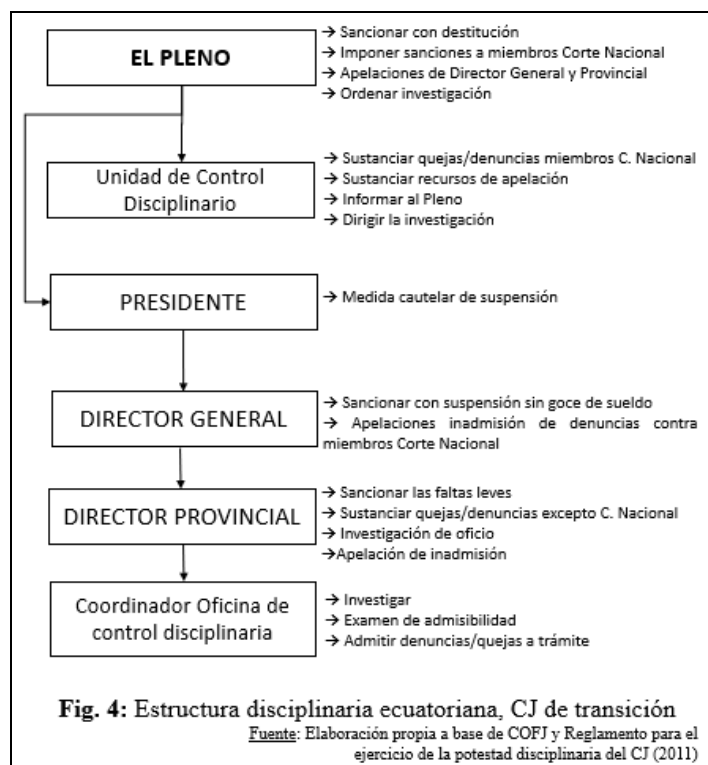 EL PLENO
→ Sancionar con destitución
→ Imponer sanciones a miembros Corte Nacional
→ Apelaciones de Director General y Provincial
→ Ordenar investigación
Unidad de Control
Disciplinario
→ Sustanciar quejas/denuncias miembros C. Nacional
→ Sustanciar recursos de apelación
→ Informar al Pleno
→ Dirigir la investigación
PRESIDENTE
→ Medida cautelar de suspensión
DIRECTOR GENERAL
→ Sancionar con suspensión sin goce de sueldo
→ Apelaciones inadmisión de denuncias contra
miembros Corte Nacional
DIRECTOR PROVINCIAL
→ Sancionar las faltas leves
→ Sustanciar quejas/denuncias excepto C. Nacional
→ Investigación de oficio
→Apelación de inadmisión
Coordinador Oficina de
control disciplinaria
→ Investigar
→ Examen de admisibilidad
→ Admitir denuncias/quejas a trámite
Fig. 4: Estructura disciplinaria ecuatoriana, CJ de transición
Fuente: Elaboración propia a base de COFJ y Reglamento para el
ejercicio de la potestad disciplinaria del CJ (2011)